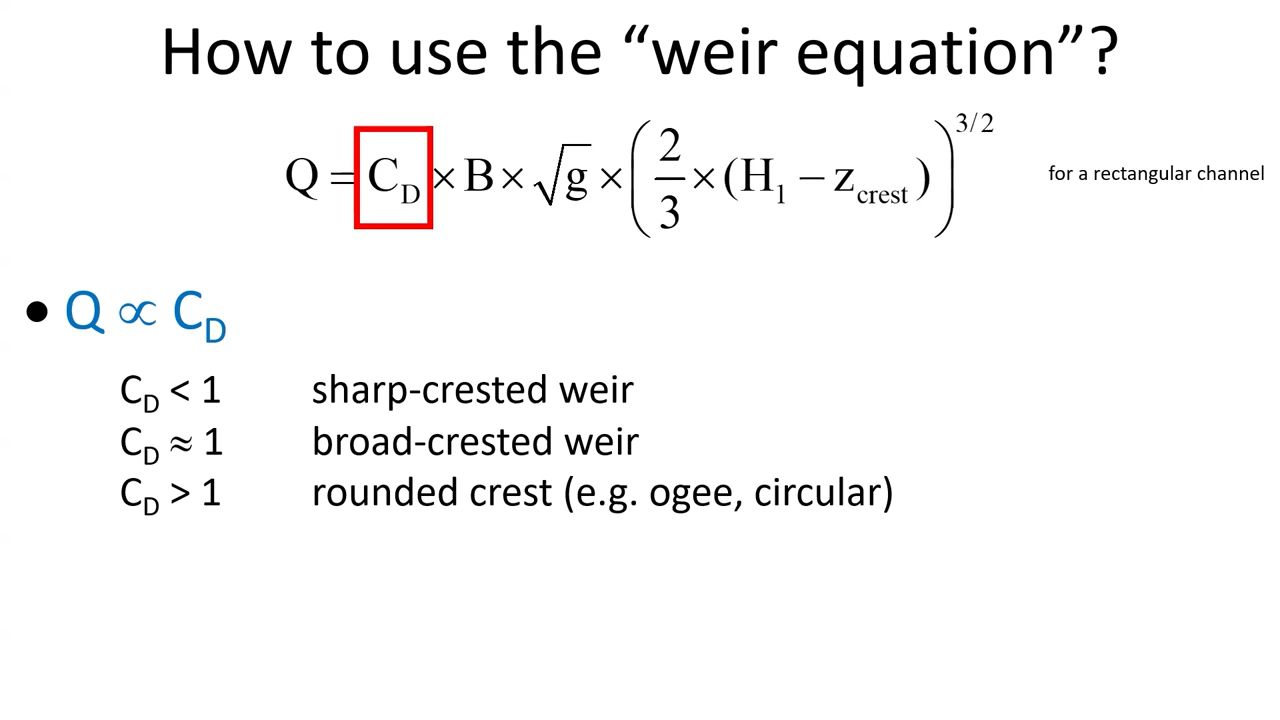 How to use the “weir equation”?
Q = C_D × B × √g × (2/3 × (H_1 − z_crest))^3/2
for a rectangular channel
• Q ∝ C_D
C_D < 1 sharp-crested weir
C_D ≈ 1 broad-crested weir
C_D > 1 rounded crest (e.g. ogee, circular)